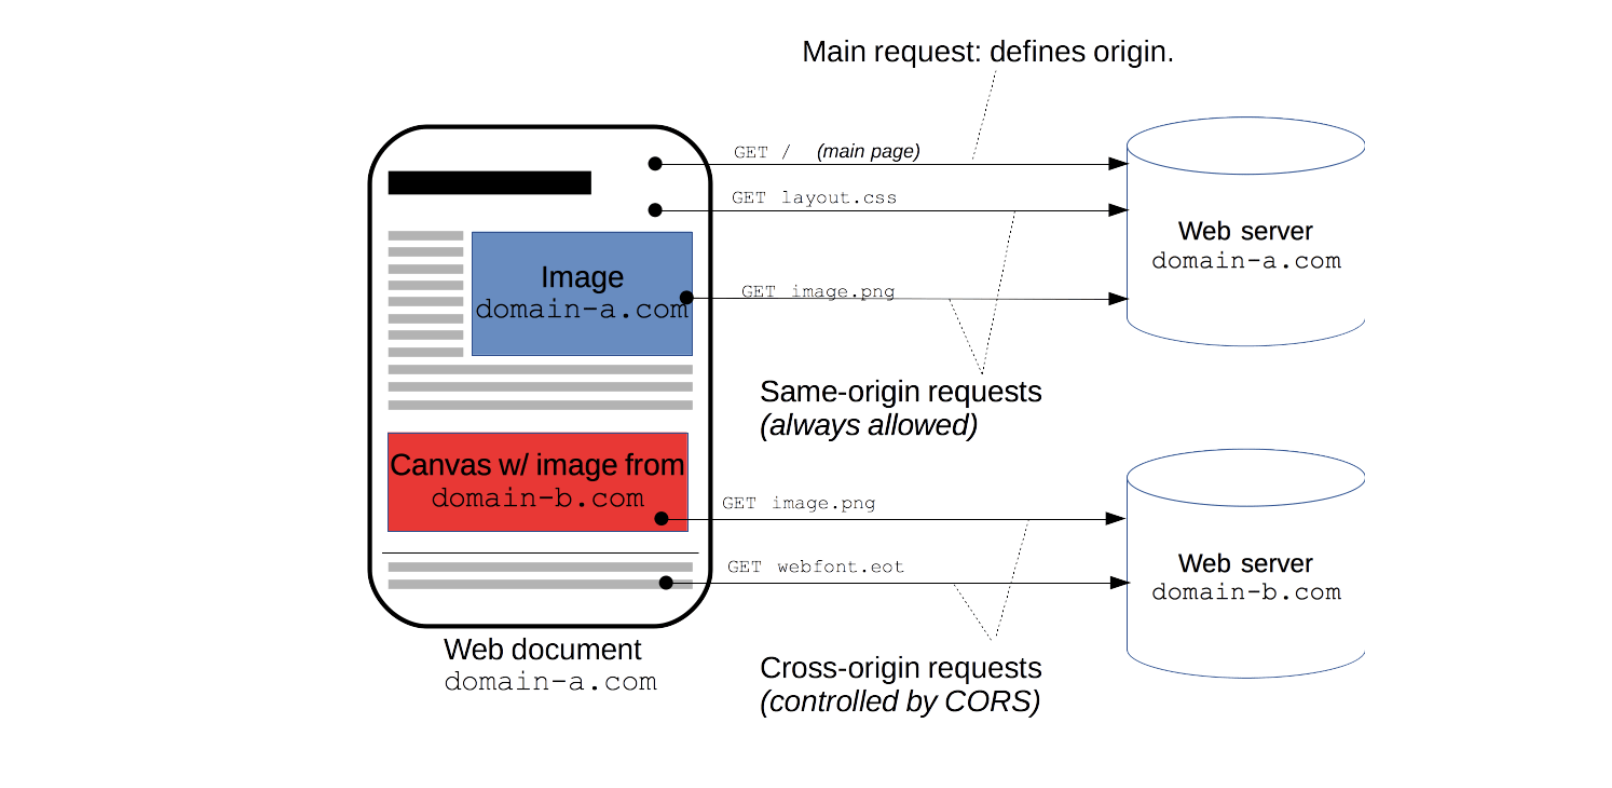 Main request: defines origin.
GET / (main page)
GET layout.css
Image
domain-a.com
GET image.png
Web server
domain-a.com
Same-origin requests
(always allowed)
Canvas w/ image from
domain-b.com
GET image.png
GET webfont.eot
Web server
domain-b.com
Web document
domain-a.com
Cross-origin requests
(controlled by CORS)